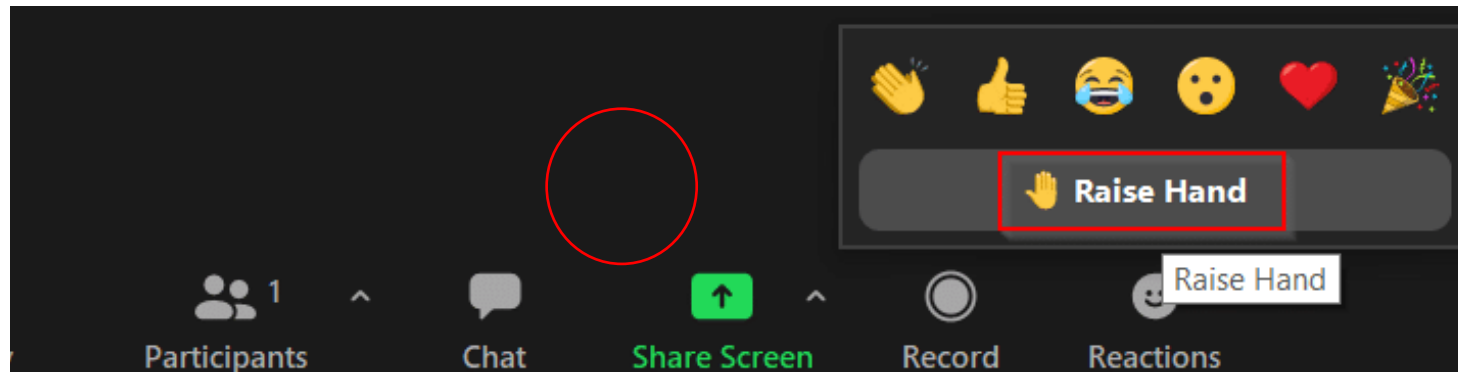 Raise Hand
Raise Hand
1
Participants
Chat
Share Screen
Record
Reactions